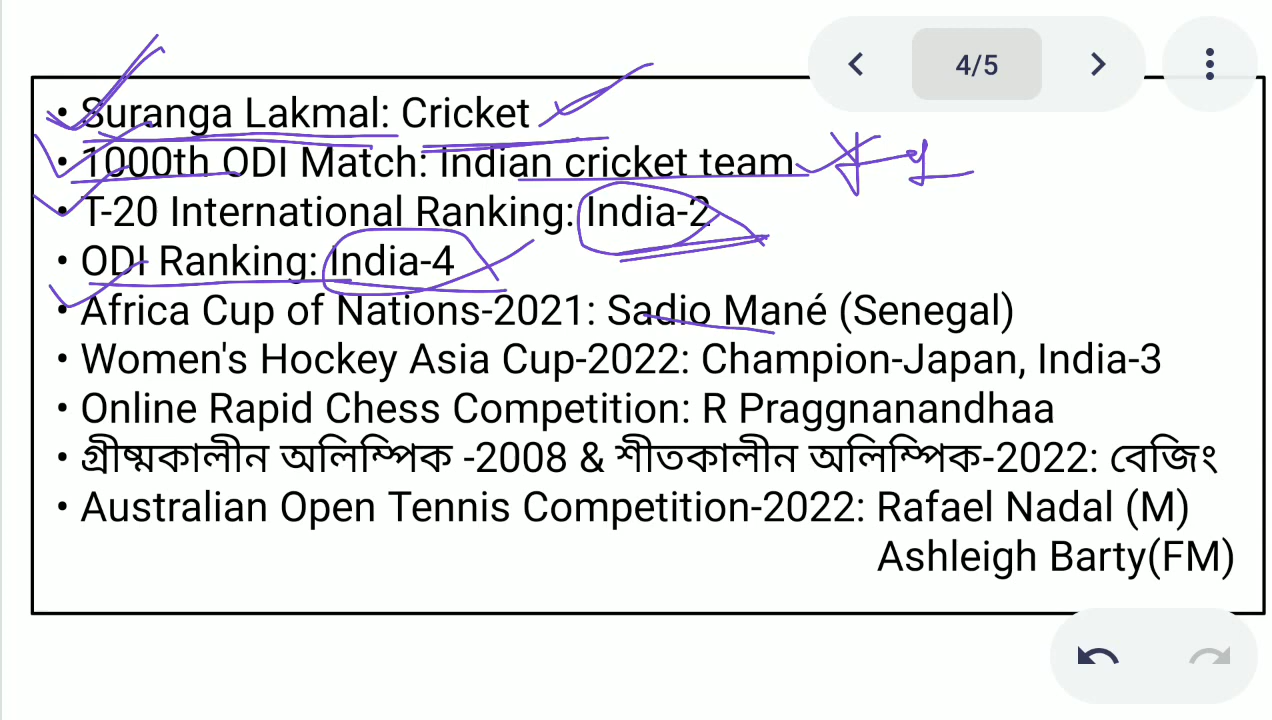 4/5
• Suranga Lakmal: Cricket
• 1000th ODI Match: Indian cricket team
• T-20 International Ranking: India-2
• ODI Ranking: India-4
• Africa Cup of Nations-2021: Sadio Mané (Senegal)
• Women's Hockey Asia Cup-2022: Champion-Japan, India-3
• Online Rapid Chess Competition: R Praggnanandhaa
• গ্রীষ্মকালীন অলিম্পিক -2008 & শীতকালীন অলিম্পিক-2022: বেজিং
• Australian Open Tennis Competition-2022: Rafael Nadal (M)
Ashleigh Barty(FM)